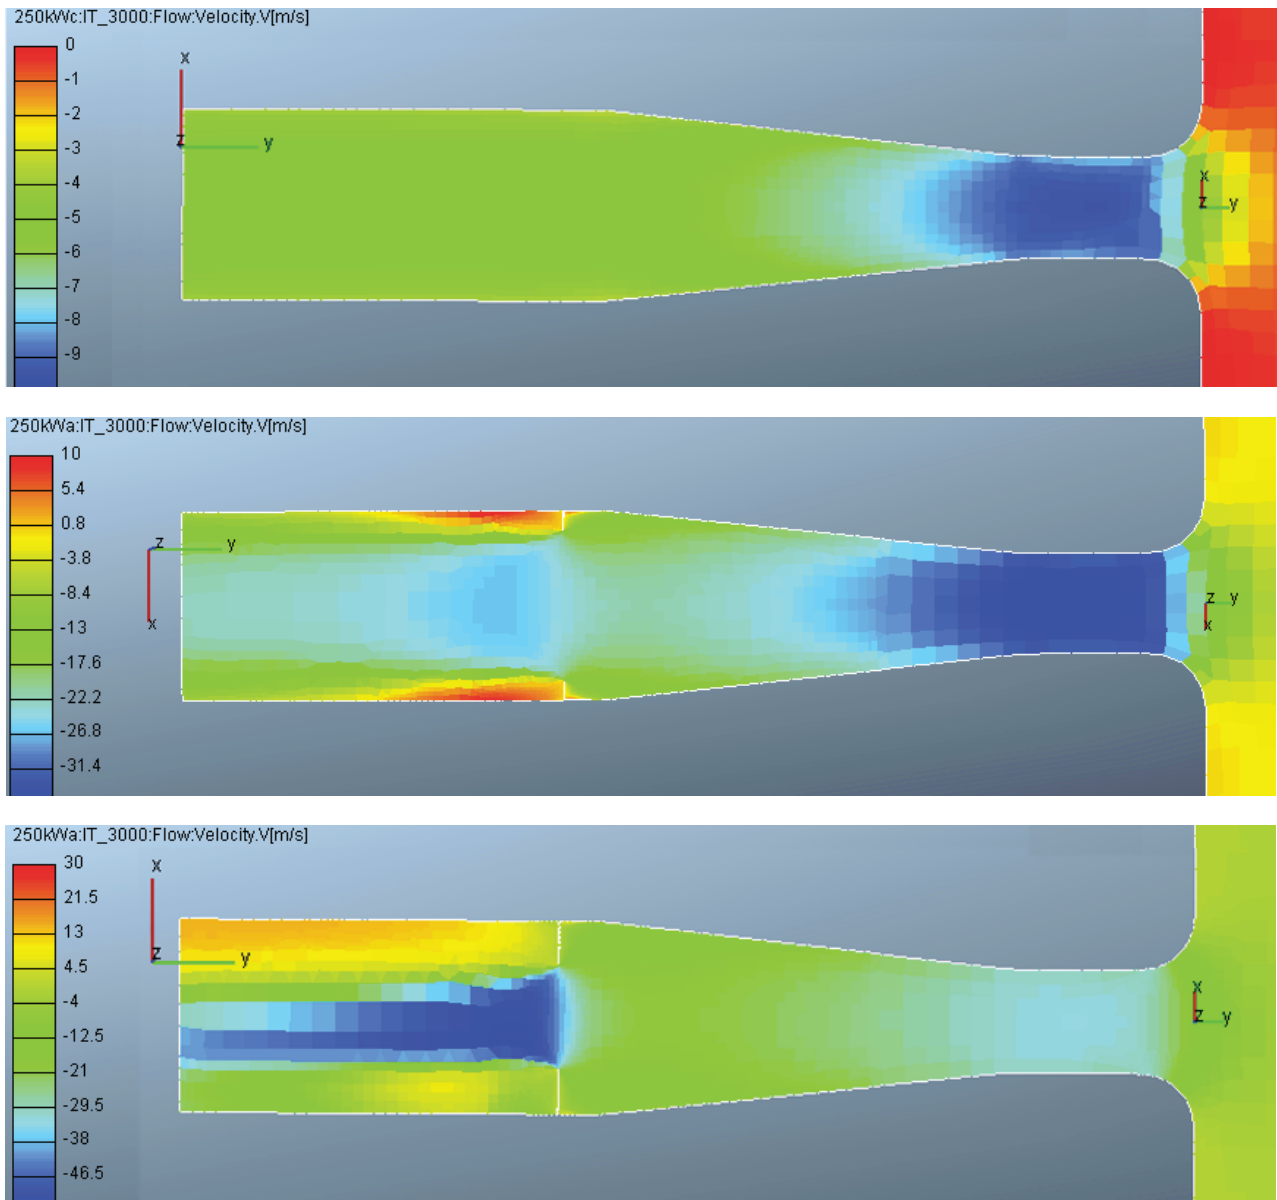 250kWc:IT_3000:Flow:Velocity.V[m/s]
0
-1
-2
-3
-4
-5
-6
-7
-8
-9
x
z
y
x
z
y
250kWa:IT_3000:Flow:Velocity.V[m/s]
10
5.4
0.8
-3.8
-8.4
-13
-17.6
-22.2
-26.8
-31.4
z
y
x
z
y
x
250kWa:IT_3000:Flow:Velocity.V[m/s]
30
21.5
13
4.5
-4
-12.5
-21
-29.5
-38
-46.5
x
z
y
x
z
y